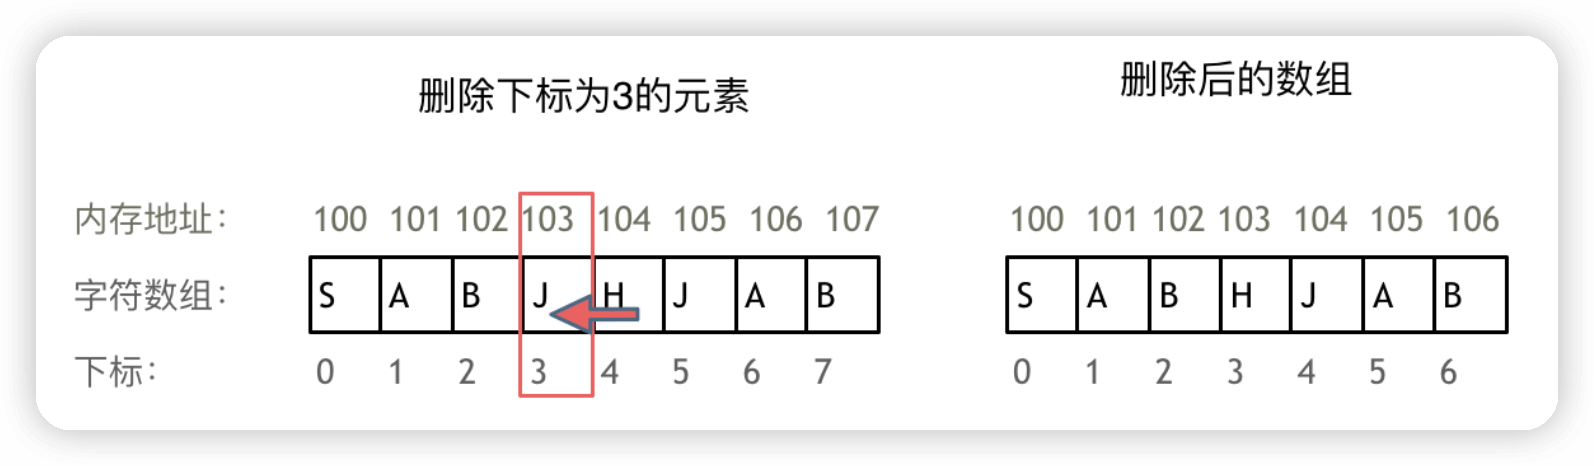 删除下标为3的元素
删除后的数组
内存地址: 100 101 102 103 104 105 106 107 100 101 102 103 104 105 106
字符数组: S A B J H J A B S A B H J A B
下标: 0 1 2 3 4 5 6 7 0 1 2 3 4 5 6